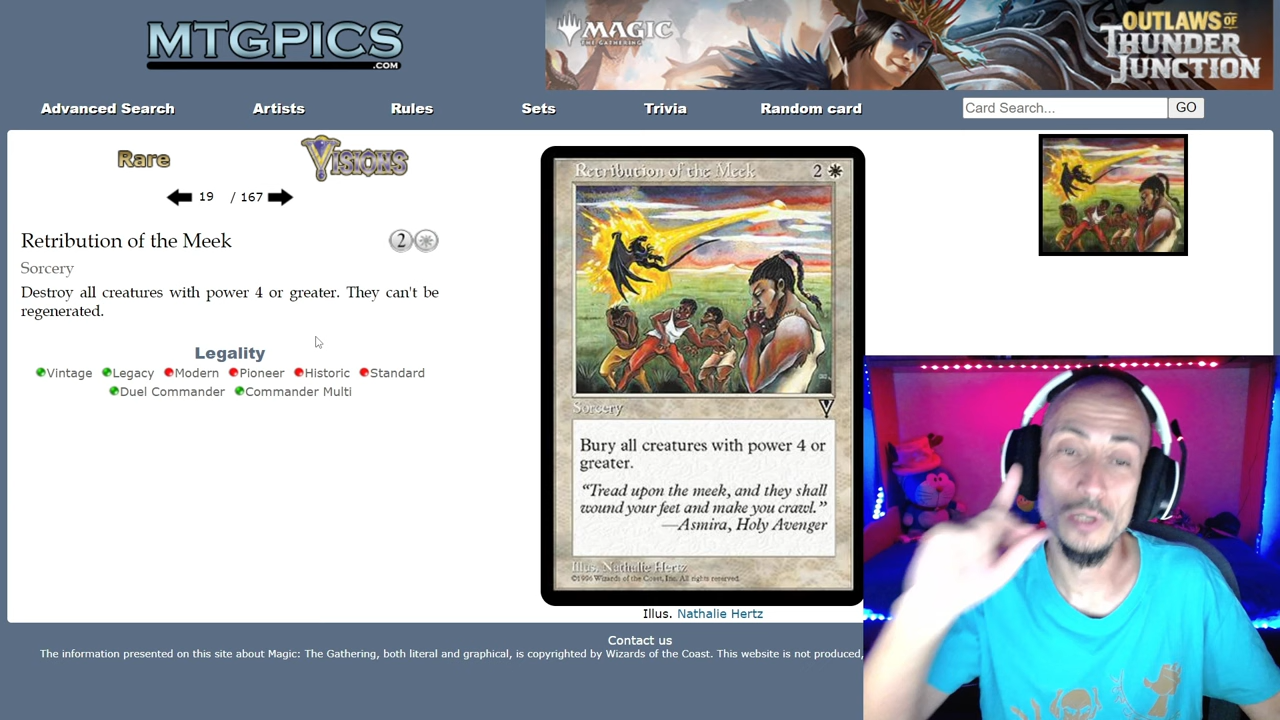 MTGPICS
.COM
MAGIC
THE GATHERING
OUTLAWS OF
THUNDER
JUNCTION
Advanced Search Artists Rules Sets Trivia Random card Card Search... GO
Rare VISIONS
19 / 167
Retribution of the Meek 2
Sorcery
Destroy all creatures with power 4 or greater. They can't be
regenerated.
Legality
Vintage Legacy Modern Pioneer Historic Standard
Duel Commander Commander Multi
Retribution of the Meek 2
Sorcery
Bury all creatures with power 4 or
greater.
“Tread upon the meek, and they shall
wound your feet and make you crawl.”
—Asmira, Holy Avenger
Illus. Nathalie Hertz
©1996 Wizards of the Coast, Inc. All rights reserved.
Illus. Nathalie Hertz
Contact us
The information presented on this site about Magic: The Gathering, both literal and graphical, is copyrighted by Wizards of the Coast. This website is not produced,